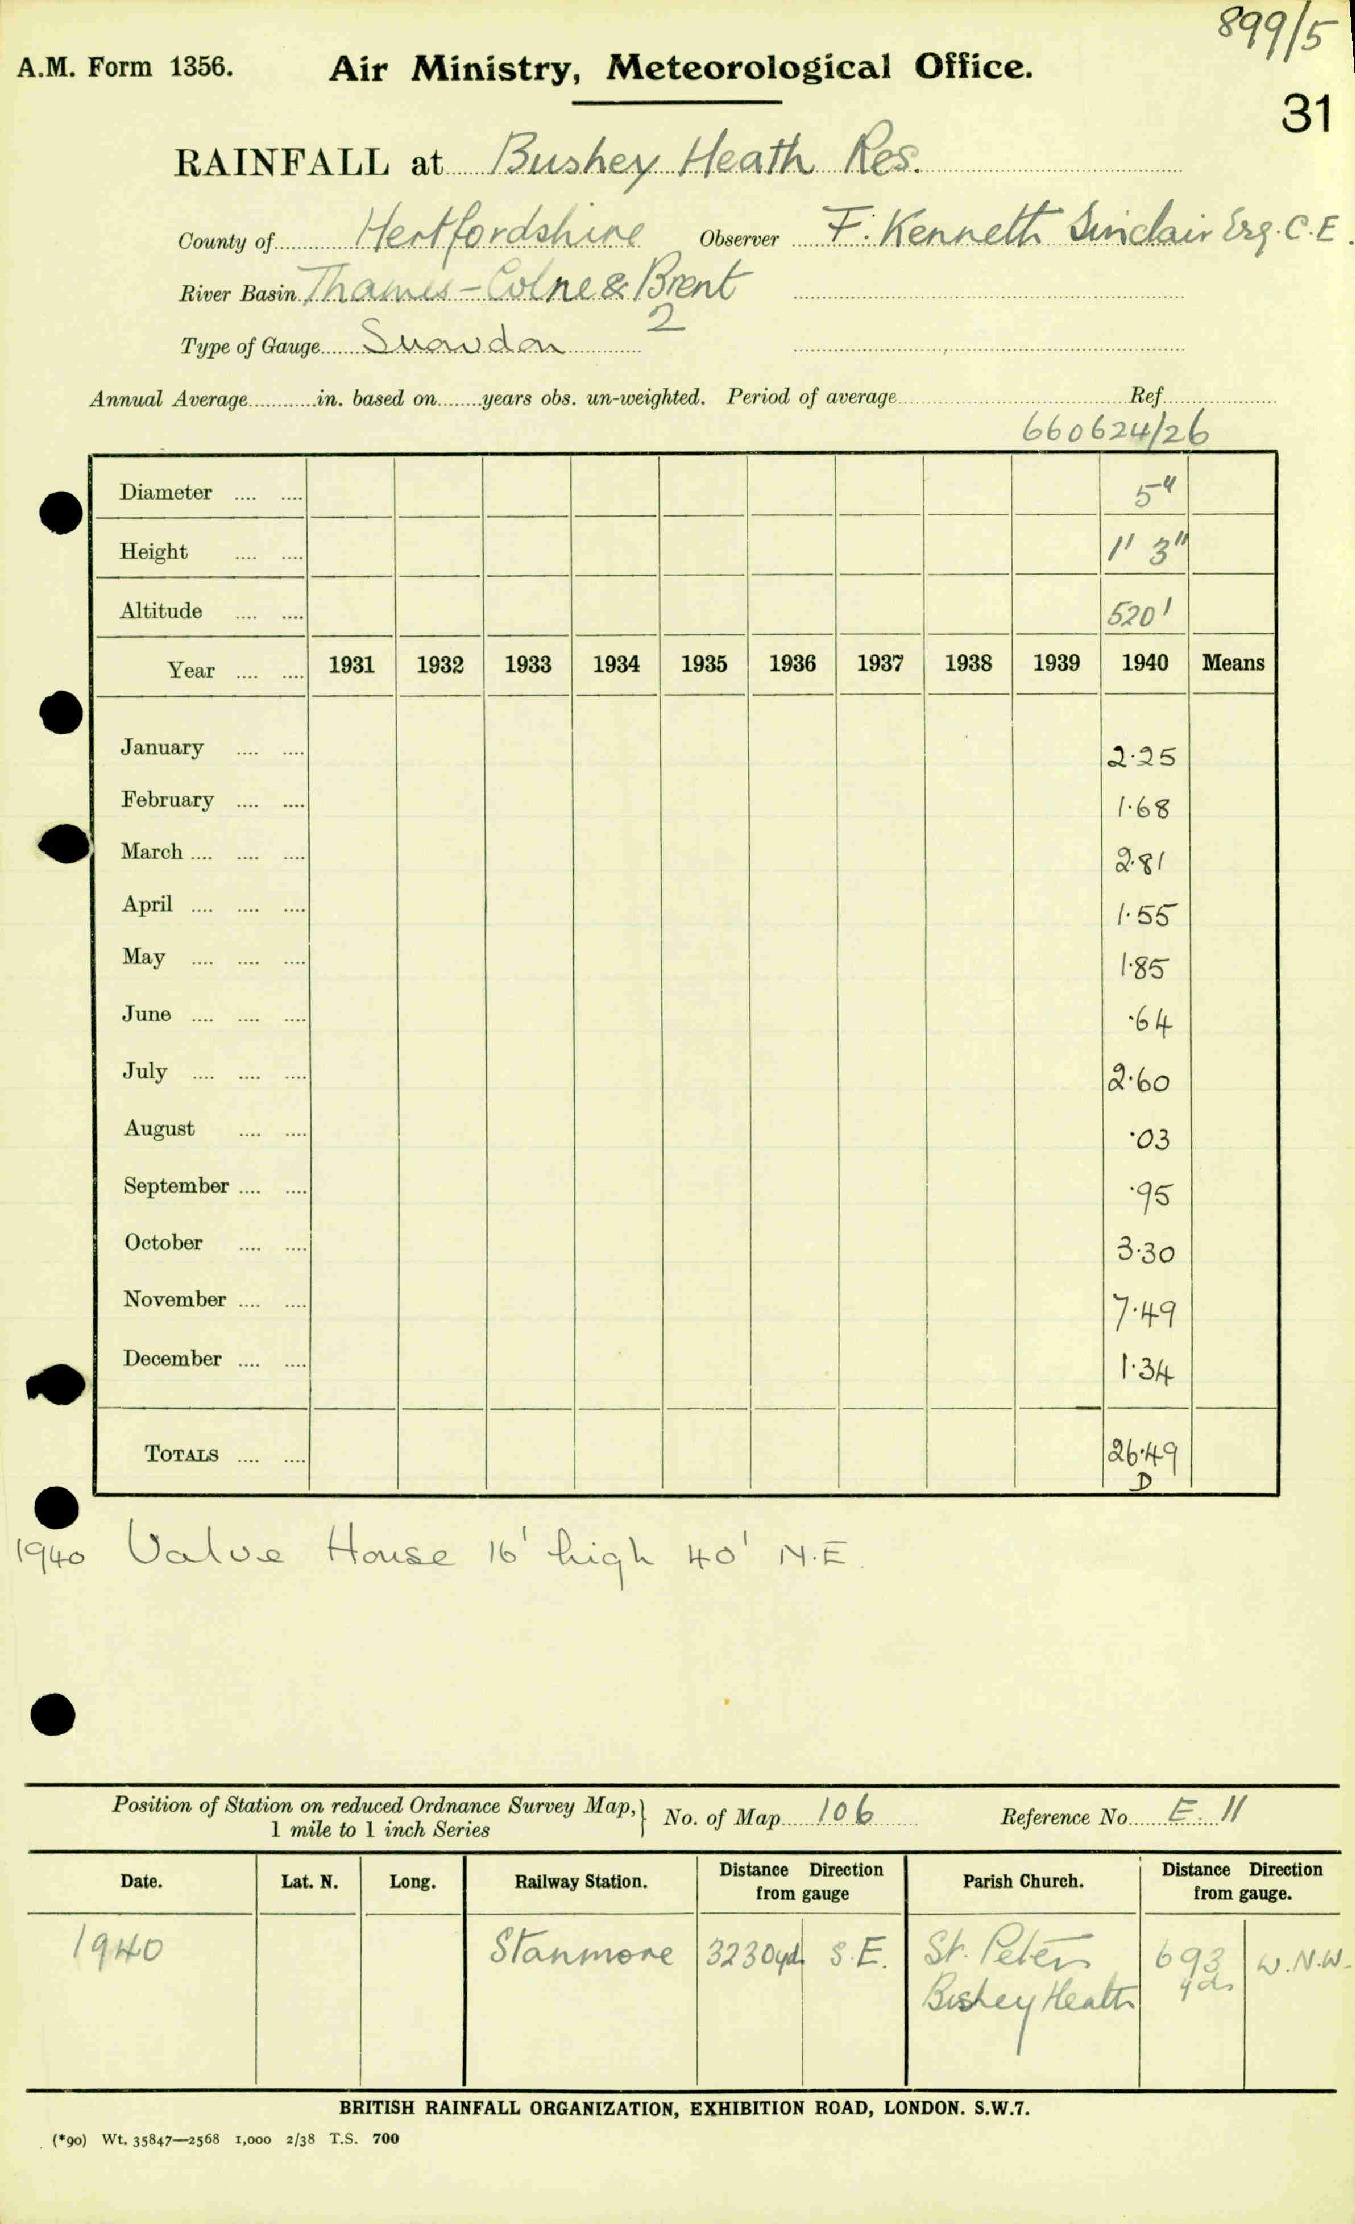 899/5
A.M. Form 1356. Air Ministry, Meteorological Office.
31
RAINFALL at Bushey Heath Res.
County of Hertfordshire Observer F. Kenneth Sinclair Esq. C.E.
River Basin Thames - Colne & Brent
2
Type of Gauge Snowdon
Annual Average in. based on years obs. un-weighted. Period of average Ref
660624/26
Diameter .... .... 5"
Height .... .... 1' 3"
Altitude .... .... 520'
Year .... .... 1931 1932 1933 1934 1935 1936 1937 1938 1939 1940 Means
January .... .... 2.25
February .... .... 1.68
March .... .... .... 2.81
April .... .... .... 1.55
May .... .... .... 1.85
June .... .... .... .64
July .... .... .... 2.60
August .... .... .03
September .... .... .95
October .... .... 3.30
November .... .... 7.49
December .... .... 1.34
TOTALS .... .... 26.49
D
1940 Valve House 16' high 40' N.E.
Position of Station on reduced Ordnance Survey Map,} No. of Map 106 Reference No. E. 11
1 mile to 1 inch Series
Date. Lat. N. Long. Railway Station. Distance Direction from gauge Parish Church. Distance Direction from gauge.
1940 Stanmore 3230yds S.E. St. Peters 693 W.N.W.
Bushey Heath yds
BRITISH RAINFALL ORGANIZATION, EXHIBITION ROAD, LONDON. S.W.7.
(*90) Wt. 35847—2568 1,000 2/38 T.S. 700